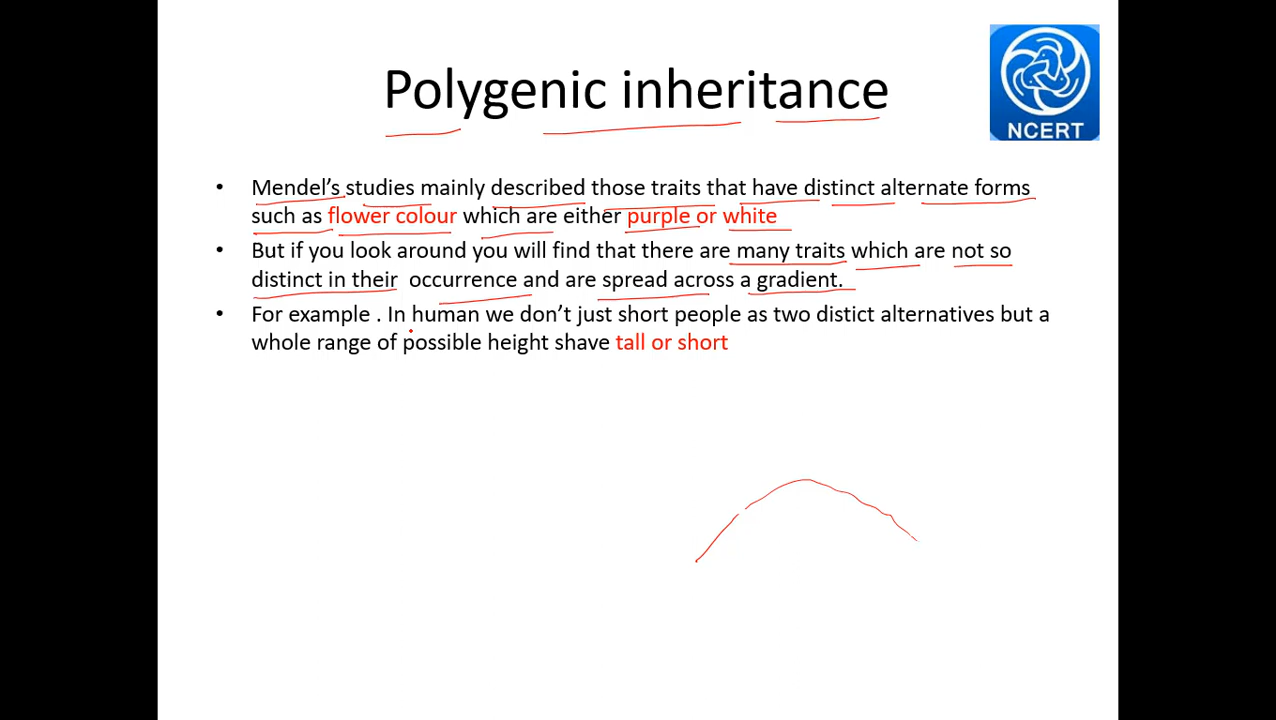 Polygenic inheritance
NCERT
• Mendel’s studies mainly described those traits that have distinct alternate forms
such as flower colour which are either purple or white
• But if you look around you will find that there are many traits which are not so
distinct in their occurrence and are spread across a gradient.
• For example . In human we don’t just short people as two distict alternatives but a
whole range of possible height shave tall or short